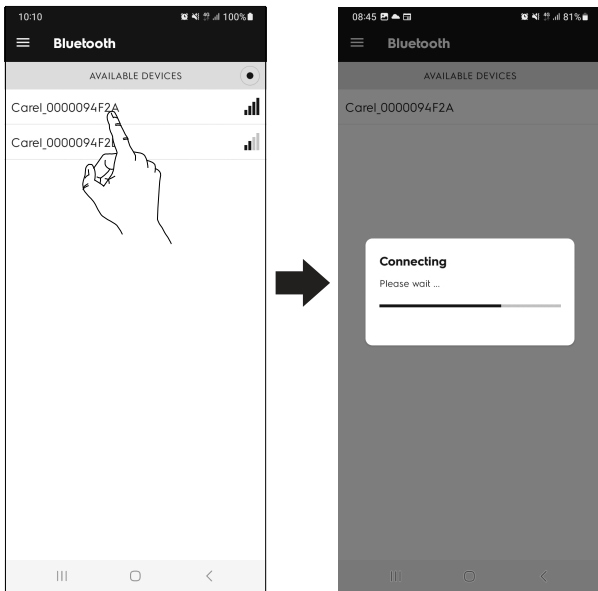 10:10
100%
Bluetooth
AVAILABLE DEVICES
Carel_0000094F2A
08:45
81%
Bluetooth
AVAILABLE DEVICES
Carel_0000094F2A
Connecting
Please wait ...